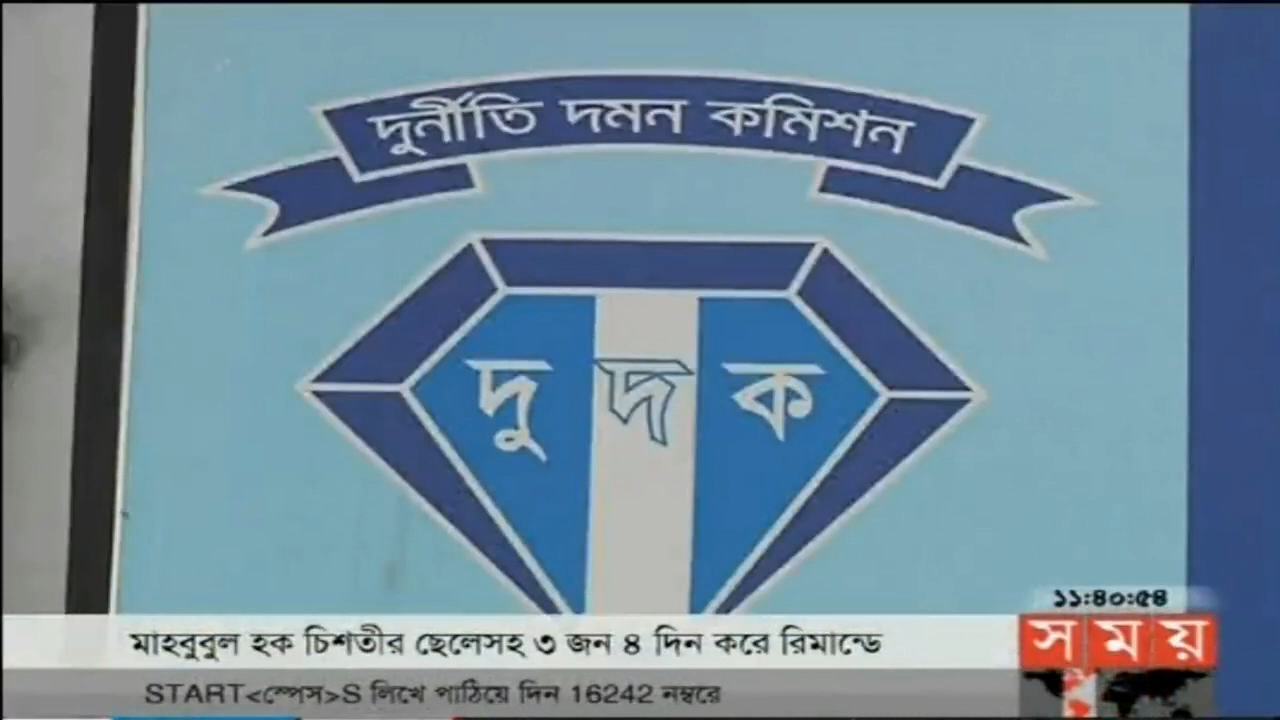 দুর্নীতি দমন কমিশন
দুদক
১১:৪০:৫৪
মাহবুবুল হক চিশতীর ছেলেসহ ৩ জন ৪ দিন করে রিমান্ডে
সময়
START<স্পেস>S লিখে পাঠিয়ে দিন 16242 নম্বরে